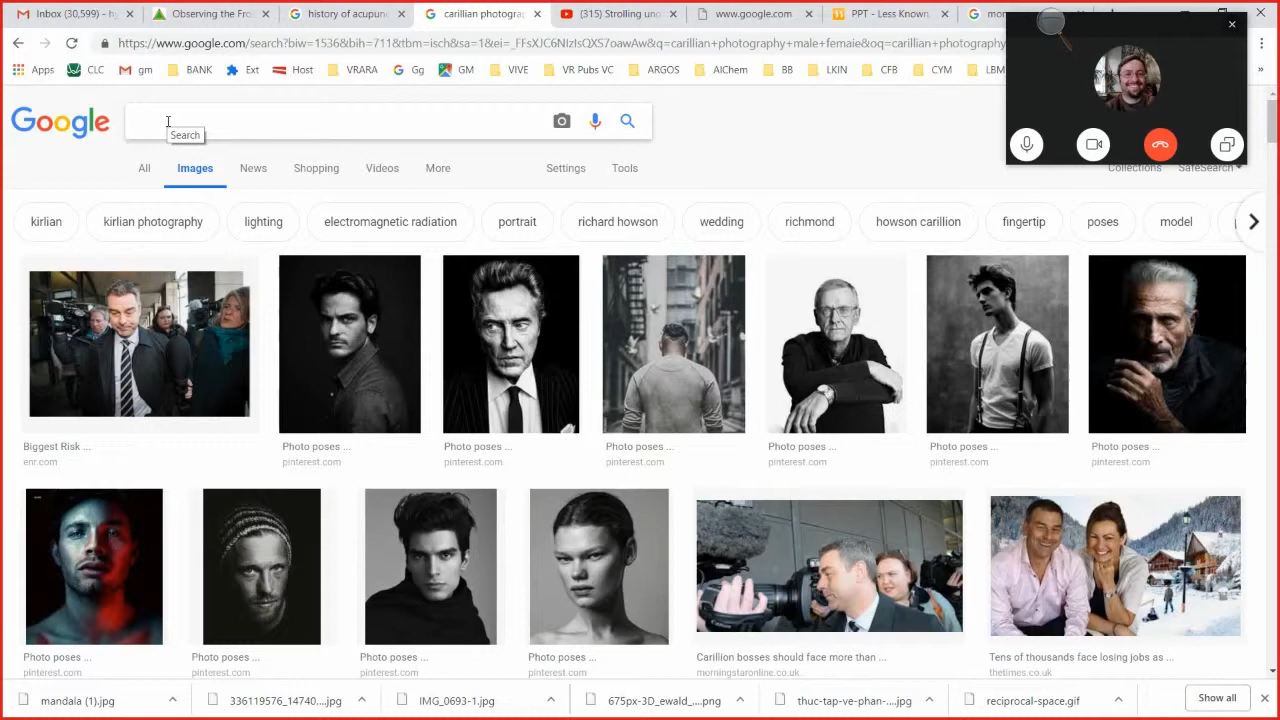 Inbox (30,599) - h
Observing the Fro
history of acupunc
carillian photogra
(315) Strolling un
www.google.com
PPT - Less Known,
mor
https://www.google.com/search?biw=1536&bih=711&tbm=isch&sa=1&ei=_FFsXJC6NIzIsQXS7oawAw&q=carillian+photography+male+femaie&oq=carillian+photography
Apps
CLC
gm
BANK
Ext
Host
VRARA
Gg
GM
VIVE
VR Pubs VC
ARGOS
AIChem
BB
LKIN
CFB
CYM
LBM
»
Google
Search
All
Images
News
Shopping
Videos
More
Settings
Tools
Collections
SafeSearch
kirlian
kirlian photography
lighting
electromagnetic radiation
portrait
richard howson
wedding
richmond
howson carillion
fingertip
poses
model
Biggest Risk ...
enr.com
Photo poses ...
pinterest.com
Photo poses ...
pinterest.com
Photo poses ...
pinterest.com
Photo poses ...
pinterest.com
Photo poses ...
pinterest.com
Photo poses ...
pinterest.com
Photo poses ...
pinterest.com
Photo poses ...
pinterest.com
Photo poses ...
pinterest.com
Photo poses ...
pinterest.com
Carillion bosses should face more than ...
morningstaronline.co.uk
Tens of thousands face losing jobs as ...
thetimes.co.uk
mandala (1).jpg
336119576_14740....jpg
IMG_0693-1.jpg
675px-3D_ewald_....png
thuc-tap-ve-phan-....jpg
reciprocal-space.gif
Show all